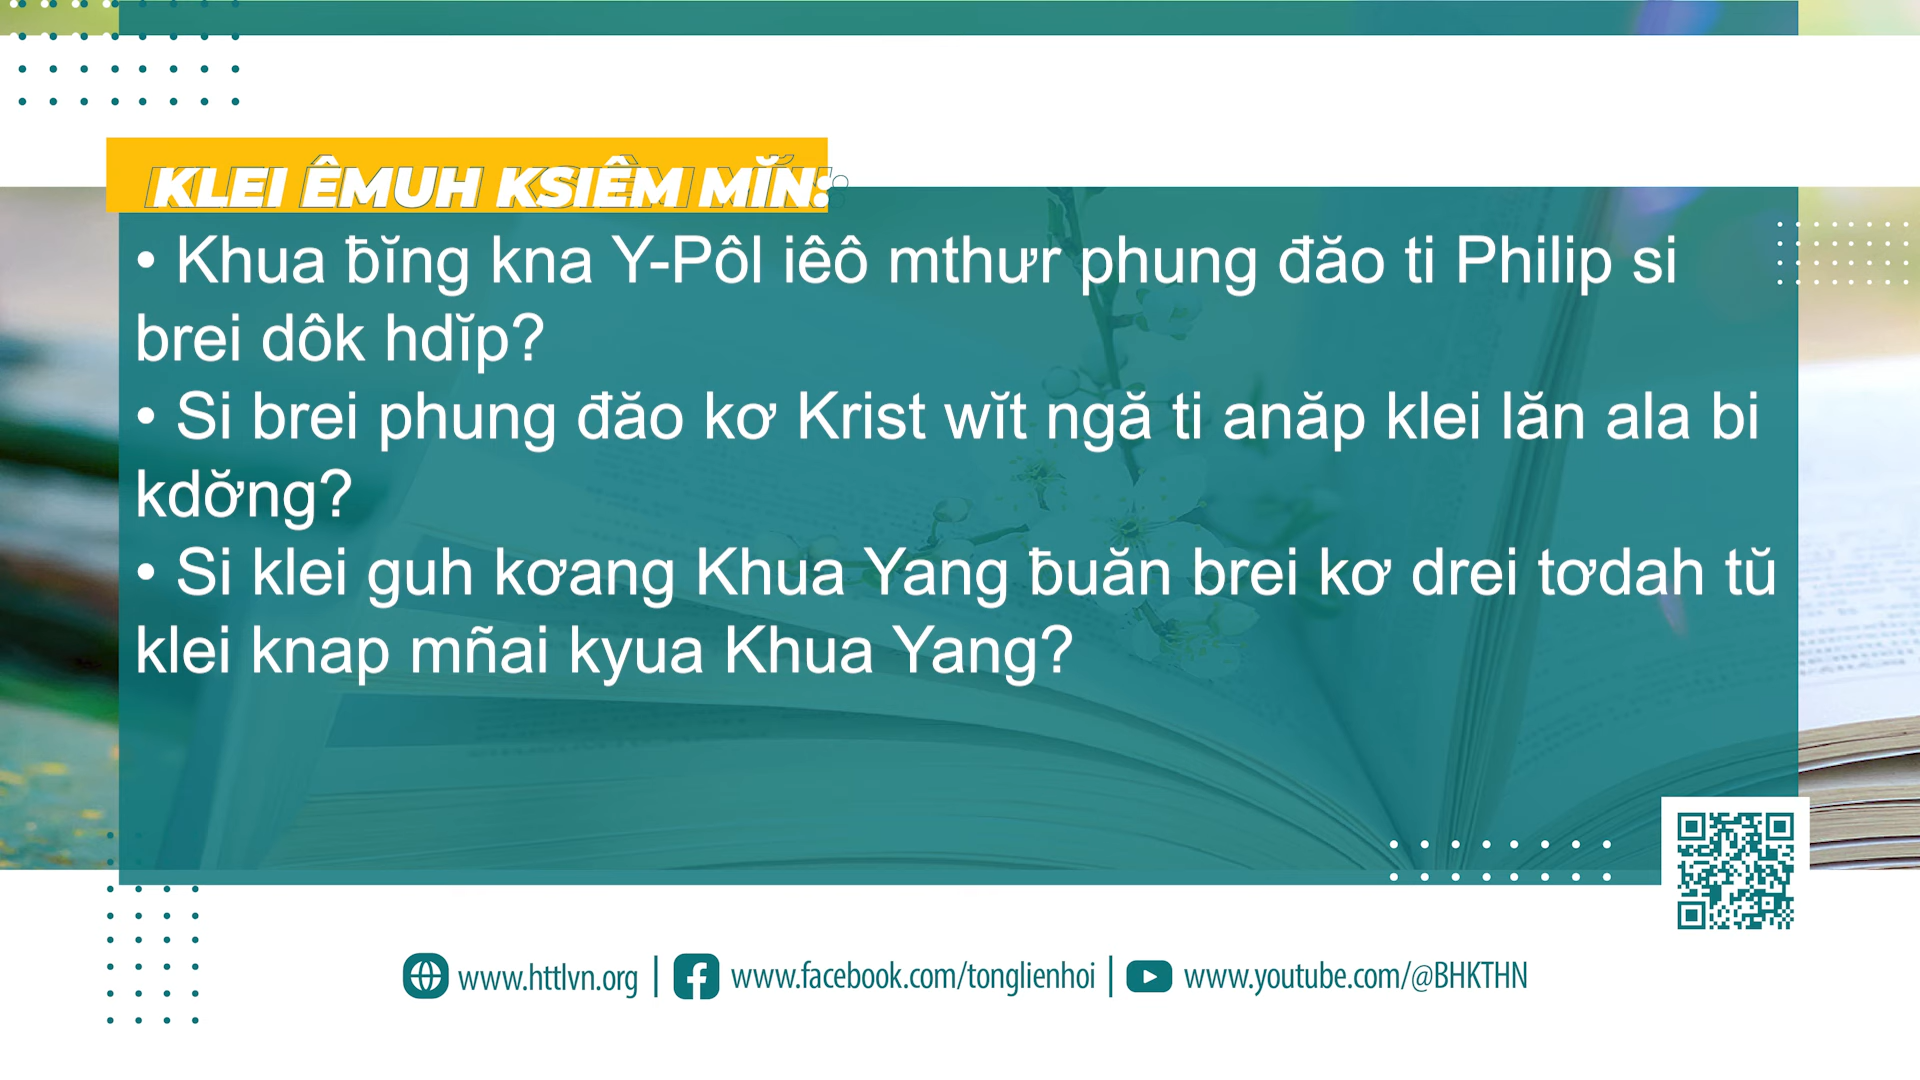 KLEI ÊMUH KSIÊM MĬN:
• Khua ƀĭng kna Y-Pôl iêô mthưr phung đăo ti Philip si
brei dôk hdĭp?
• Si brei phung đăo kơ Krist wĭt ngă ti anăp klei lăn ala bi
kdơ̆ng?
• Si klei guh kơang Khua Yang ƀuăn brei kơ drei tơdah tŭ
klei knap mñai kyua Khua Yang?
www.httlvn.org | www.facebook.com/tonglienhoi | www.youtube.com/@BHKTHN